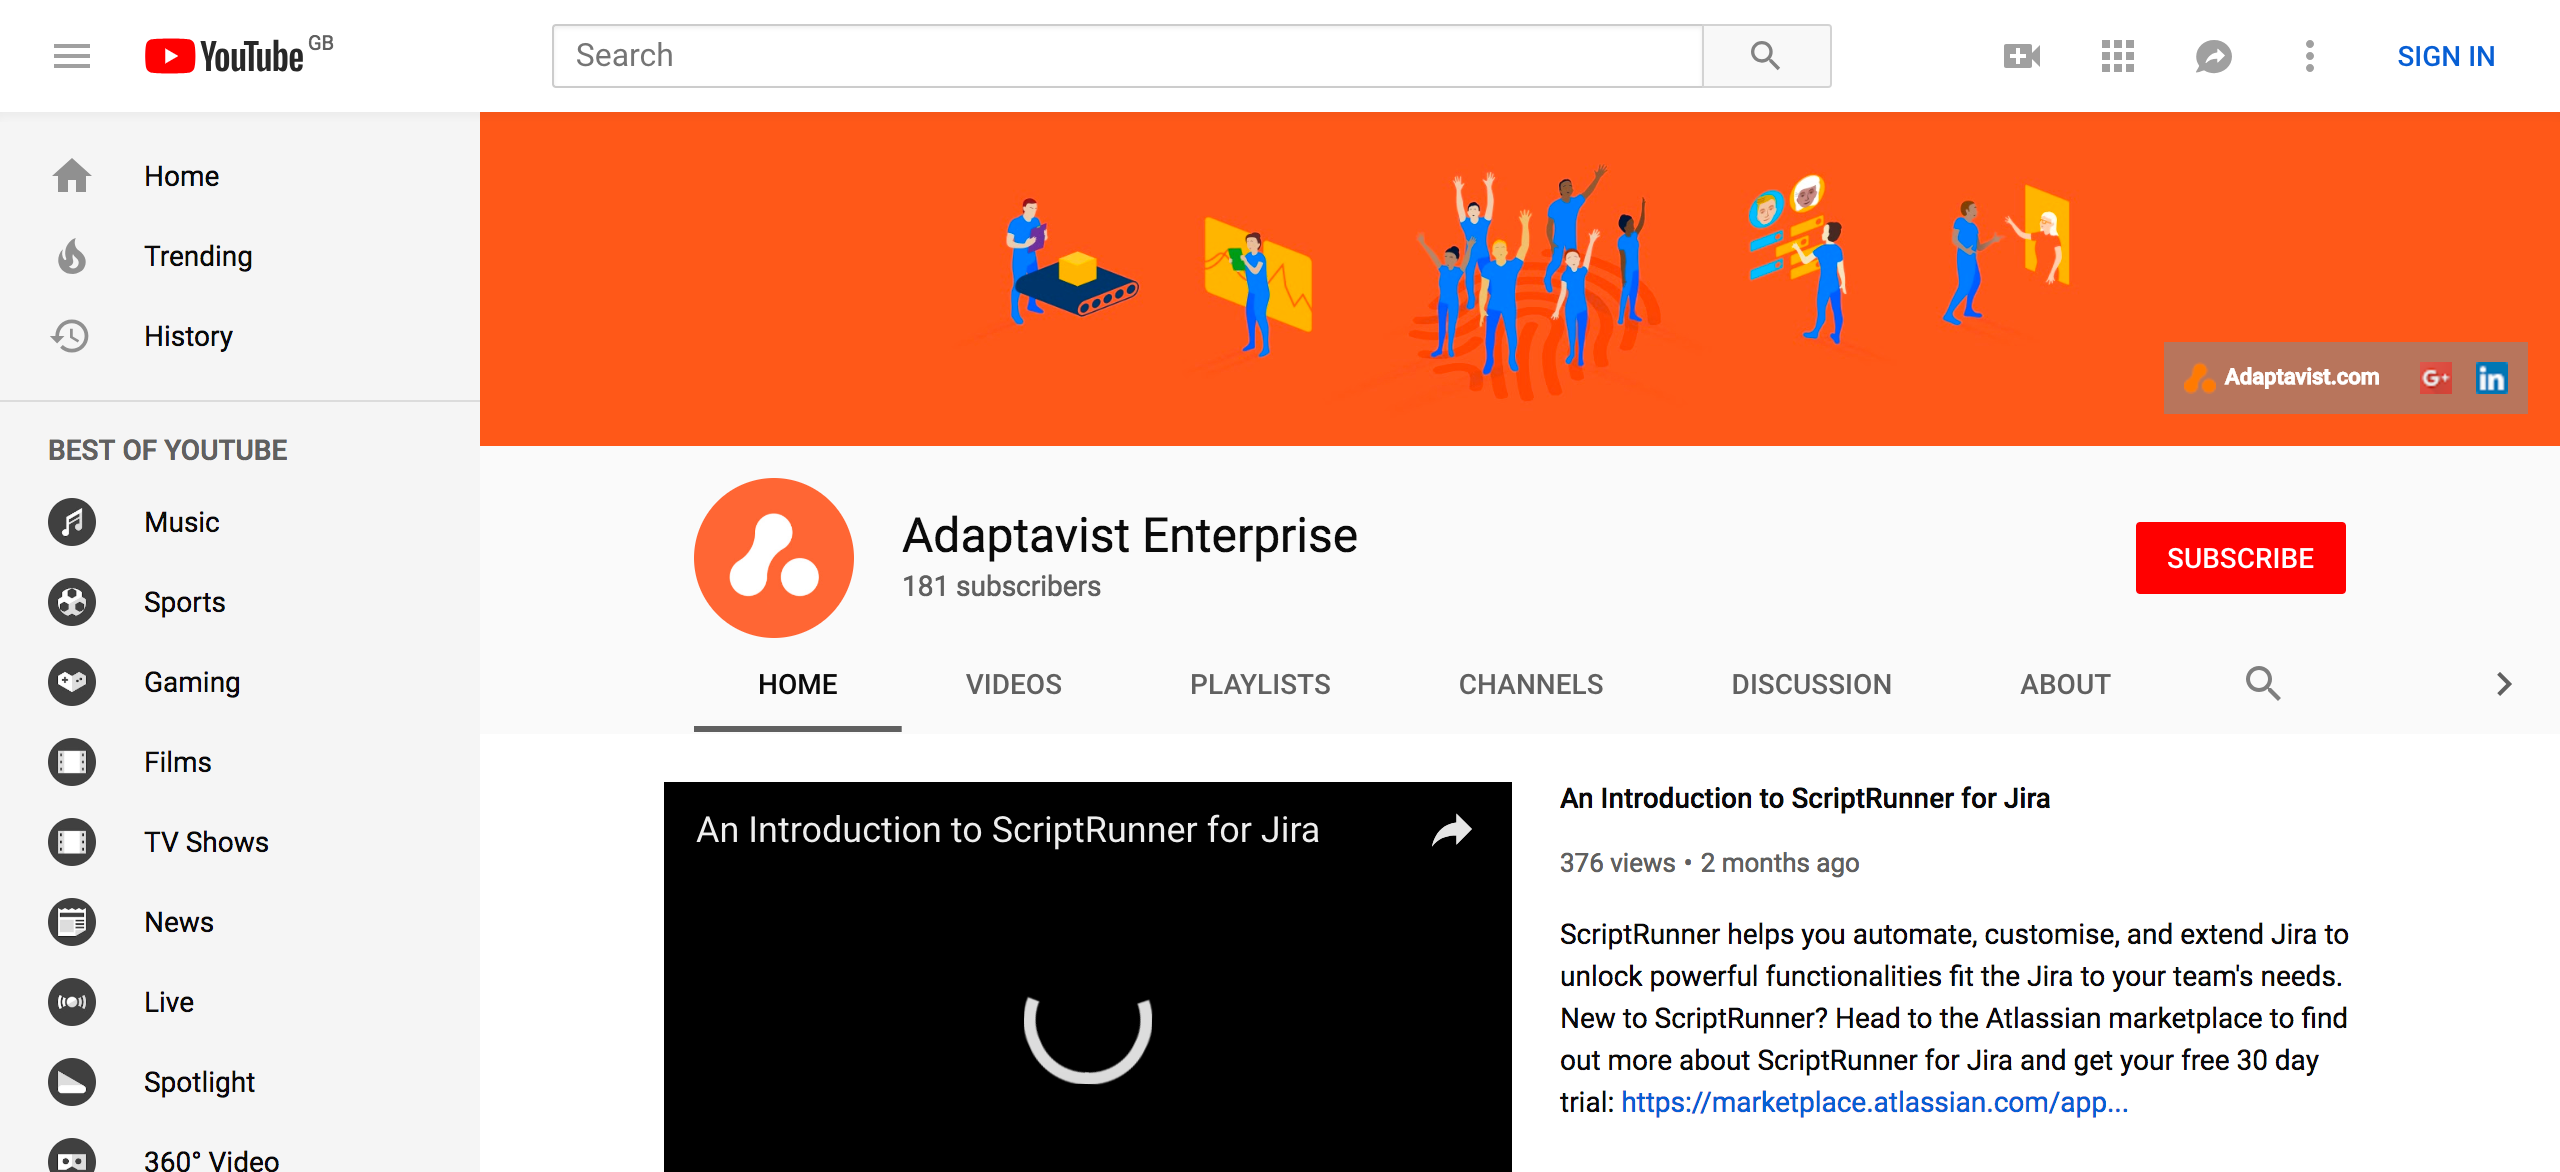 YouTube GB
Search
SIGN IN
Home
Trending
History
BEST OF YOUTUBE
Music
Sports
Gaming
Films
TV Shows
News
Live
Spotlight
360° Video
Adaptavist.com G+ in
Adaptavist Enterprise
181 subscribers
SUBSCRIBE
HOME VIDEOS PLAYLISTS CHANNELS DISCUSSION ABOUT
An Introduction to ScriptRunner for Jira
An Introduction to ScriptRunner for Jira
376 views • 2 months ago
ScriptRunner helps you automate, customise, and extend Jira to
unlock powerful functionalities fit the Jira to your team's needs.
New to ScriptRunner? Head to the Atlassian marketplace to find
out more about ScriptRunner for Jira and get your free 30 day
trial: https://marketplace.atlassian.com/app...